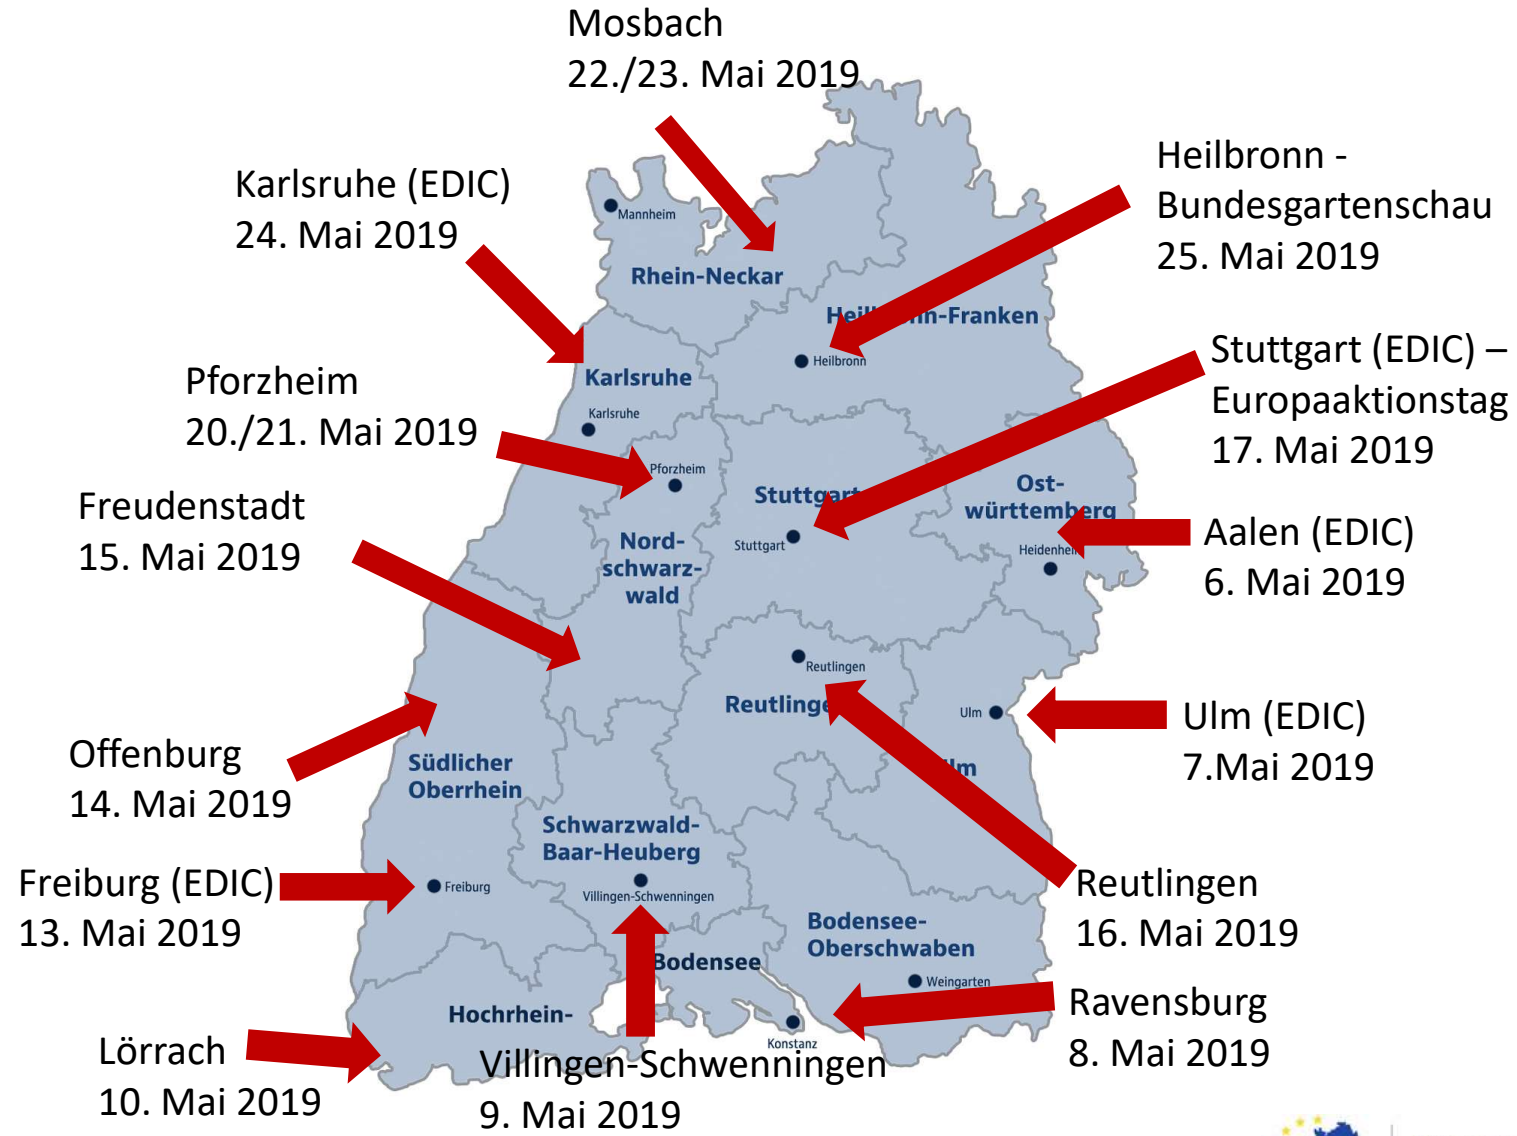 Mosbach
22./23. Mai 2019
Karlsruhe (EDIC)
24. Mai 2019
Heilbronn -
Bundesgartenschau
25. Mai 2019
Pforzheim
20./21. Mai 2019
Stuttgart (EDIC) –
Europaaktionstag
17. Mai 2019
Freudenstadt
15. Mai 2019
Aalen (EDIC)
6. Mai 2019
Offenburg
14. Mai 2019
Ulm (EDIC)
7.Mai 2019
Freiburg (EDIC)
13. Mai 2019
Reutlingen
16. Mai 2019
Lörrach
10. Mai 2019
Villingen-Schwenningen
9. Mai 2019
Ravensburg
8. Mai 2019
Mannheim
Rhein-Neckar
Heilbronn-Franken
Heilbronn
Karlsruhe
Karlsruhe
Pforzheim
Stuttgart
Stuttgart
Ost-
württemberg
Heidenheim
Nord-
schwarz-
wald
Reutlingen
Reutlingen
Ulm
Ulm
Südlicher
Oberrhein
Schwarzwald-
Baar-Heuberg
Villingen-Schwenningen
Freiburg
Bodensee-
Oberschwaben
Weingarten
Bodensee
Konstanz
Hochrhein-